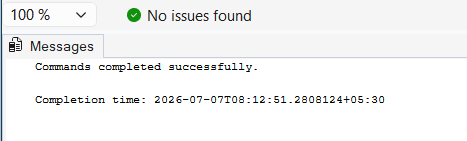 100 %
No issues found
Messages
Commands completed successfully.
Completion time: 2026-07-07T08:12:51.2808124+05:30